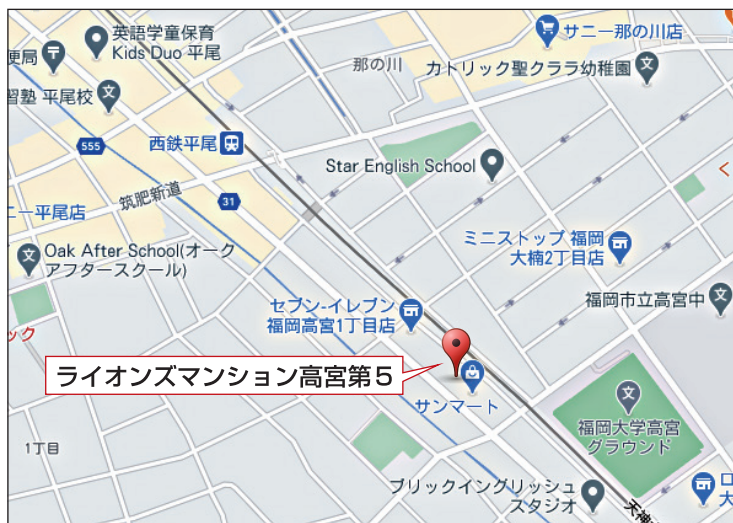 英語学童保育
Kids Duo 平尾
便局
サニー那の川店
那の川
カトリック聖クララ幼稚園
習塾 平尾校
555
西鉄平尾
Star English School
筑肥新道
31
ニー平尾店
ミニストップ 福岡
大楠2丁目店
Oak After School(オーク
アフタースクール)
福岡市立高宮中
セブン-イレブン
福岡高宮1丁目店
ック
ライオンズマンション高宮第5
サンマート
福岡大学高宮
グラウンド
1丁目
ブリックイングリッシュ
スタジオ
ロ
大
天神